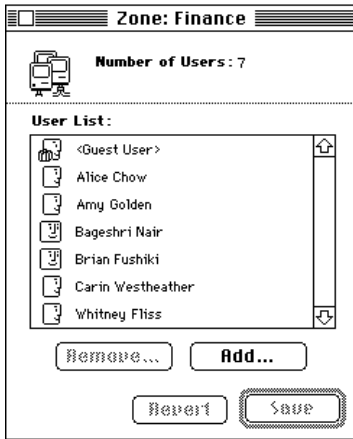 Zone: Finance
Number of Users: 7
User List:
<Guest User>
Alice Chow
Amy Golden
Bageshri Nair
Brian Fushiki
Carin Westheather
Whitney Fliss
Remove... Add...
Revert Save